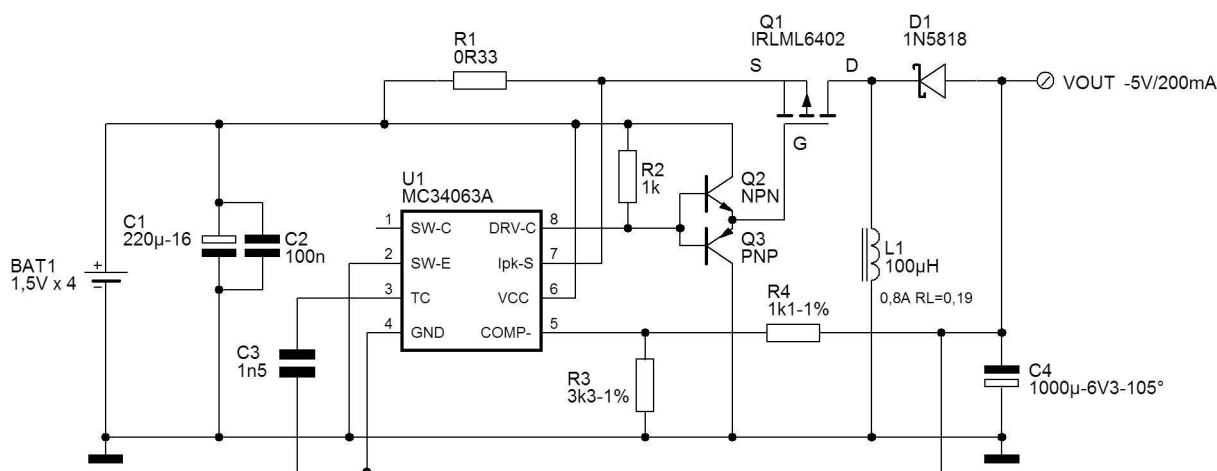 Q1
IRLML6402
D1
1N5818
R1
0R33
S
D
VOUT -5V/200mA
G
R2
1k
U1
MC34063A
Q2
NPN
C1
220µ-16
C2
100n
1
SW-C
DRV-C
8
2
SW-E
Ipk-S
7
3
TC
VCC
6
4
GND
COMP-
5
Q3
PNP
L1
100µH
0,8A RL=0,19
BAT1
1,5V x 4
+
−
R4
1k1-1%
C3
1n5
R3
3k3-1%
C4
1000µ-6V3-105°